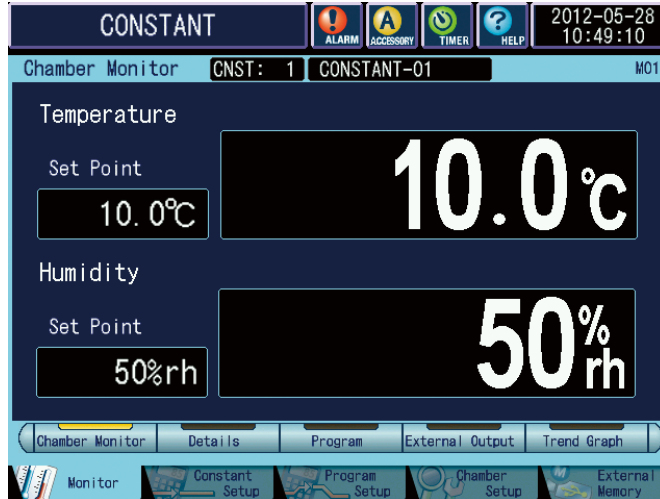 CONSTANT
ALARM
A
ACCESSORY
TIMER
?
HELP
2012-05-28
10:49:10
Chamber Monitor
CNST: 1
CONSTANT-01
M01
Temperature
Set Point
10.0℃
10.0℃
Humidity
Set Point
50%rh
50%rh
Chamber Monitor
Details
Program
External Output
Trend Graph
Monitor
Constant
Setup
Program
Setup
Chamber
Setup
External
Memory